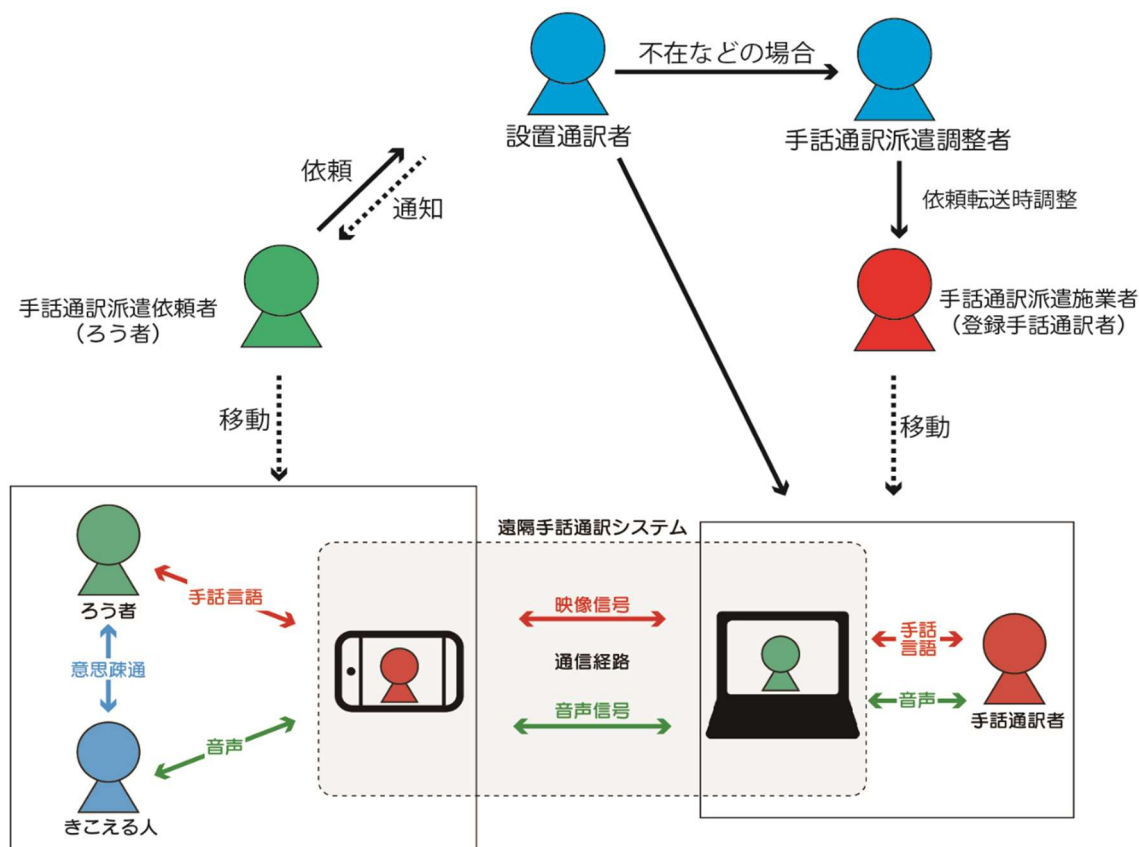 不在などの場合
設置通訳者
手話通訳派遣調整者
依頼
通知
依頼転送時調整
手話通訳派遣依頼者
（ろう者）
手話通訳派遣施業者
（登録手話通訳者）
移動
移動
遠隔手話通訳システム
ろう者
手話言語
意思疎通
音声
きこえる人
映像信号
通信経路
音声信号
手話
言語
音声
手話通訳者